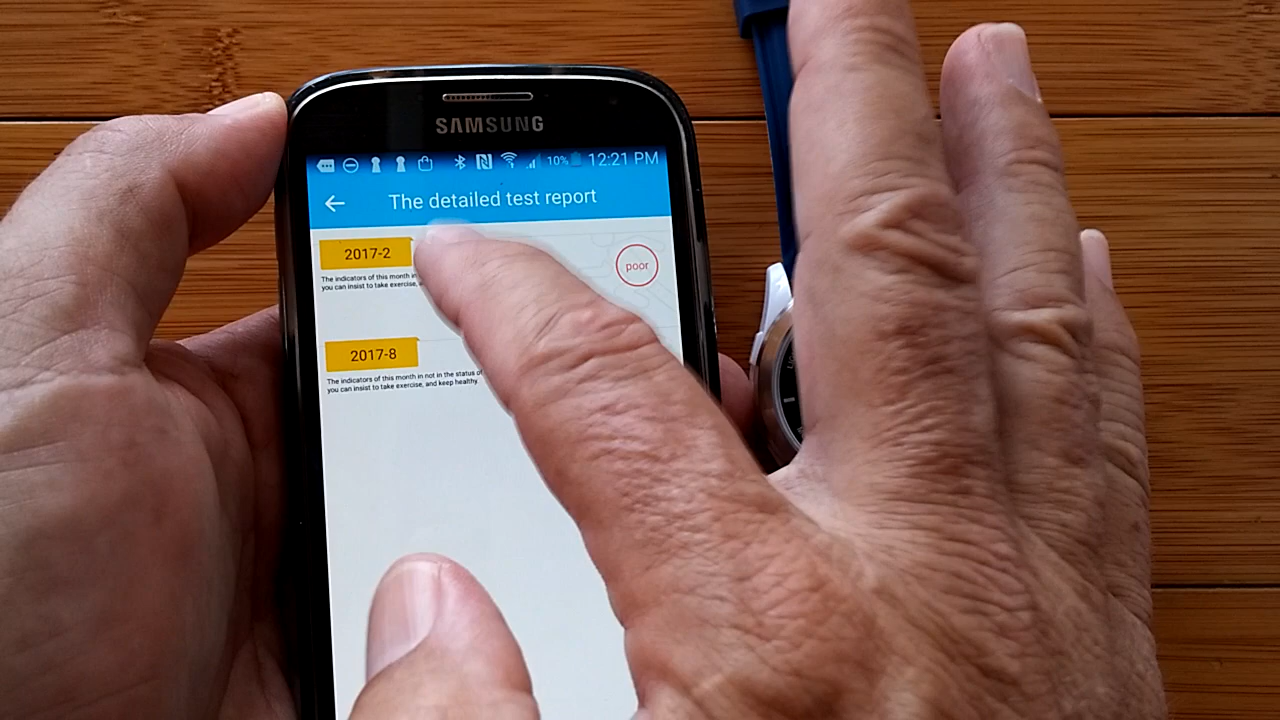 SAMSUNG
10% 12:21 PM
The detailed test report
2017-2
The indicators of this month in
you can insist to take exercise,
poor
2017-8
The indicators of this month in not in the status of
you can insist to take exercise, and keep healthy.